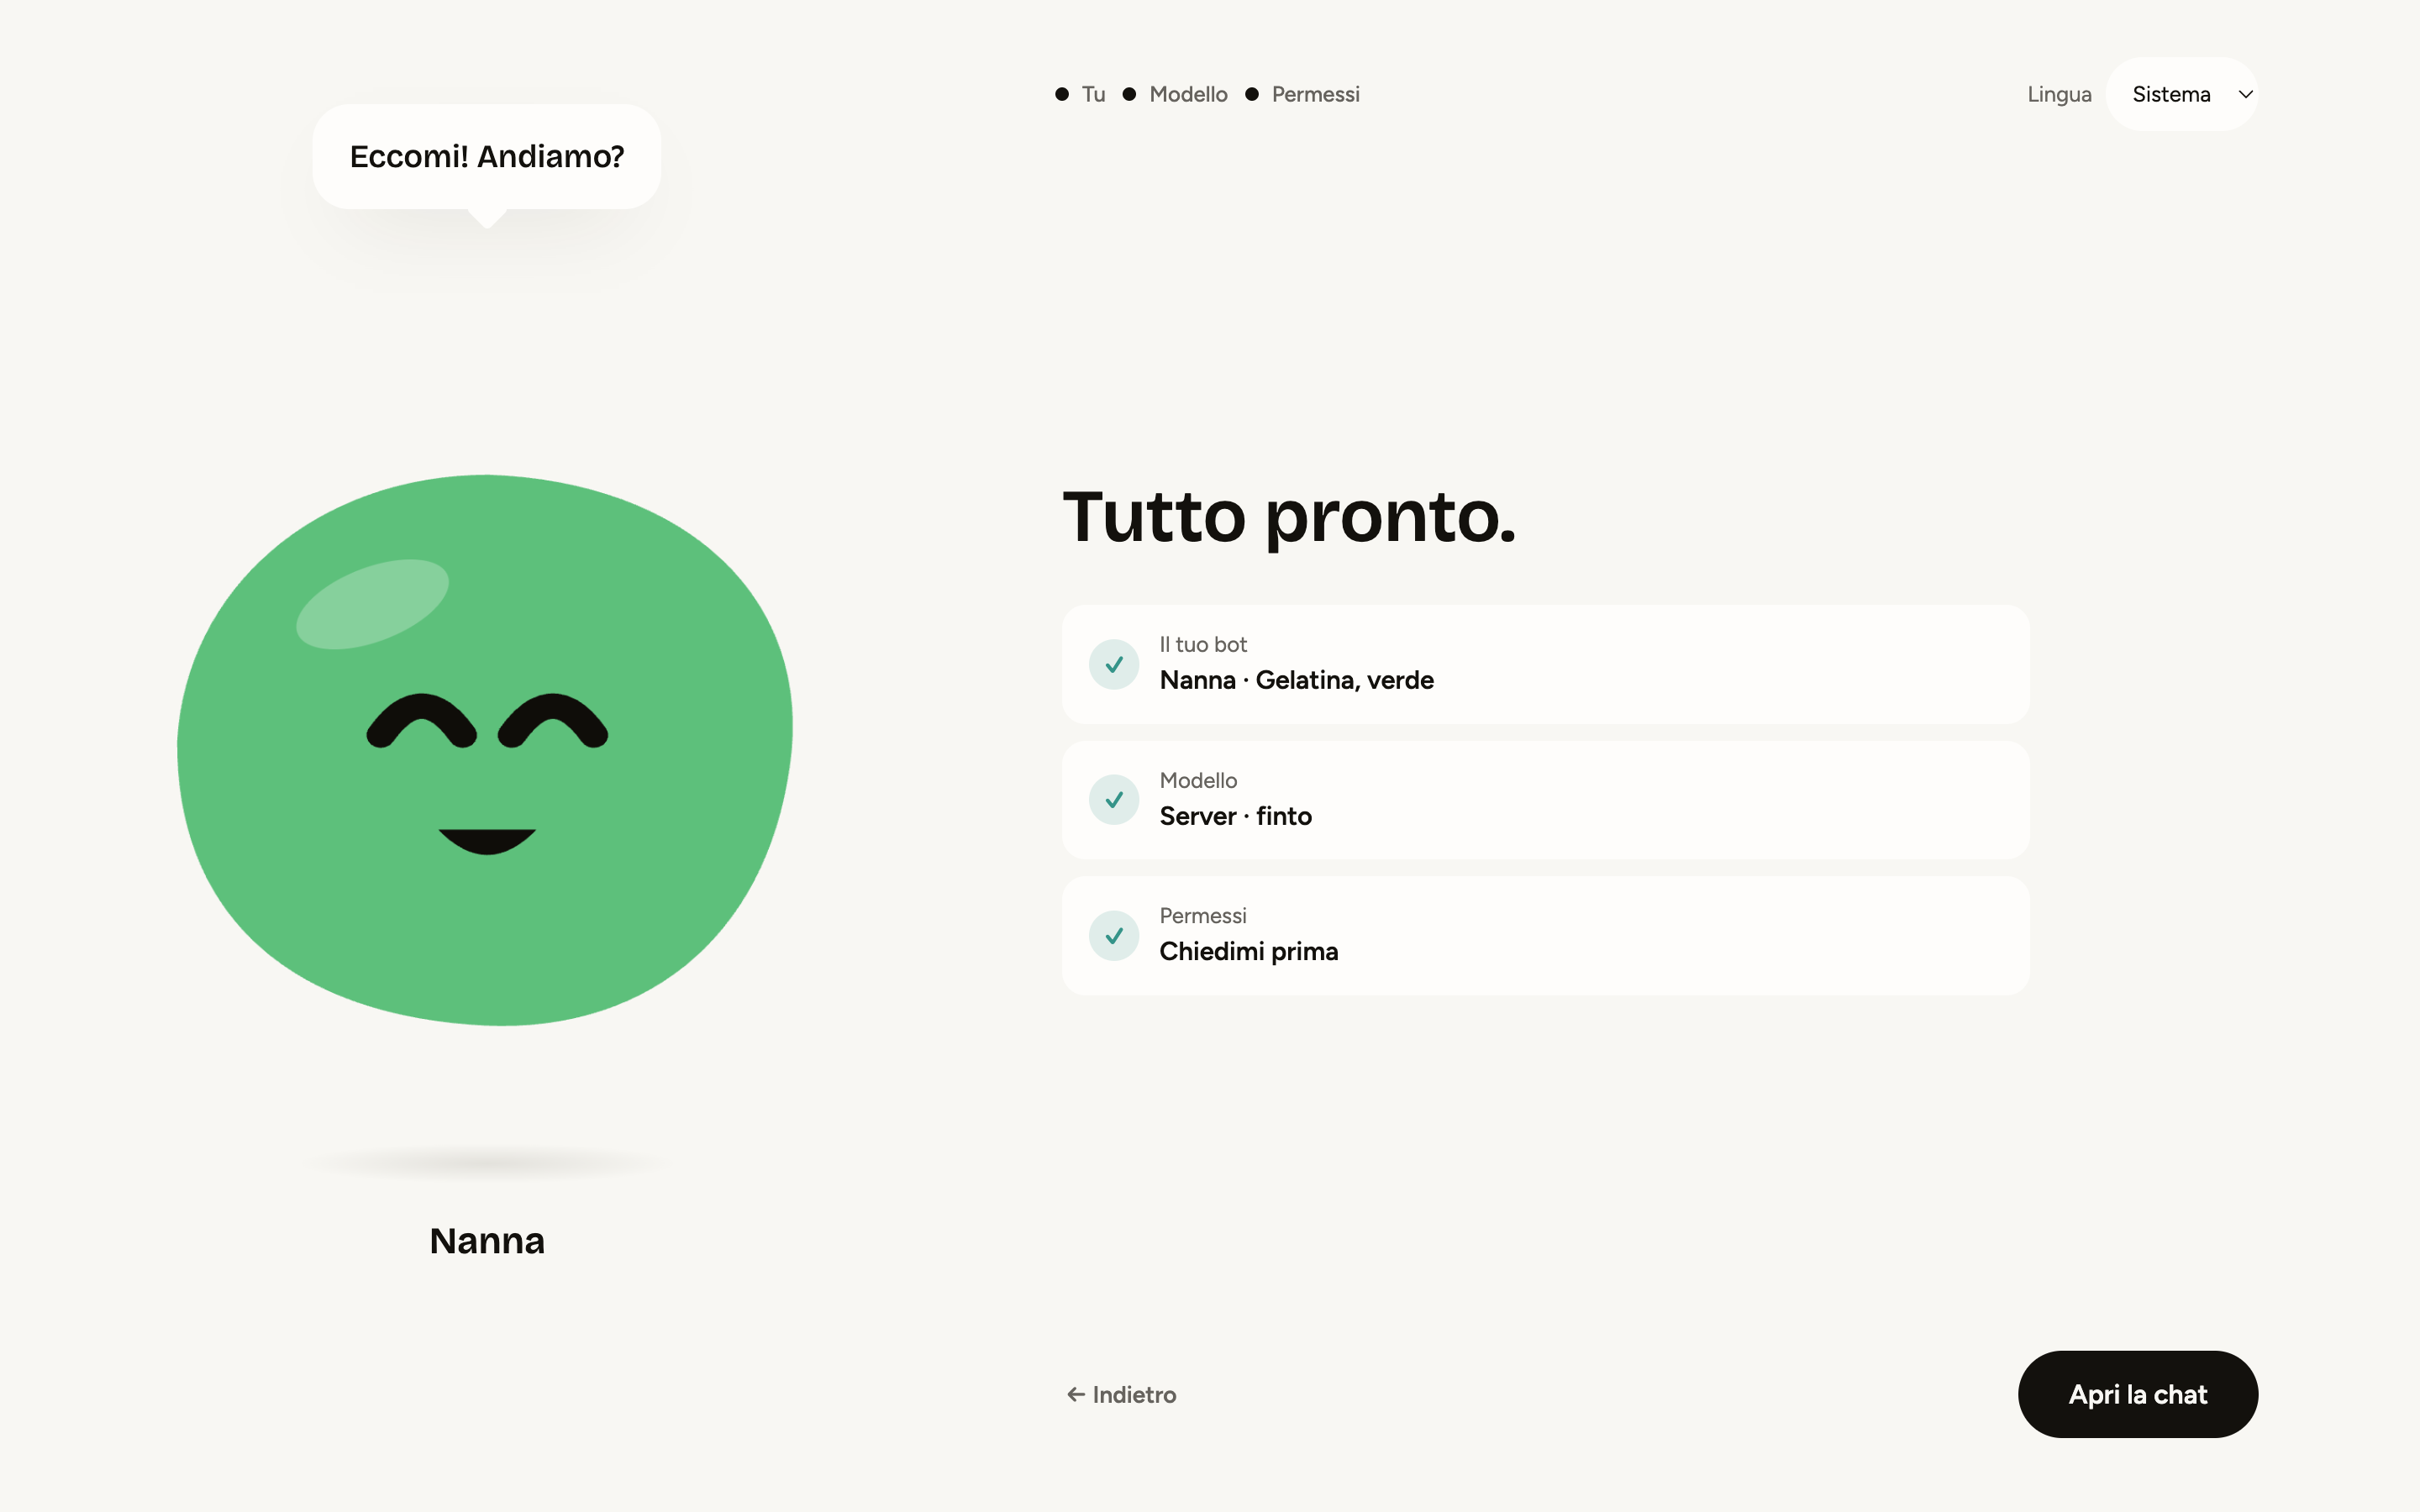 Eccomi! Andiamo?
Nanna
Tu
Modello
Permessi
Lingua
Sistema
Tutto pronto.
Il tuo bot
Nanna · Gelatina, verde
Modello
Server · finto
Permessi
Chiedimi prima
← Indietro
Apri la chat